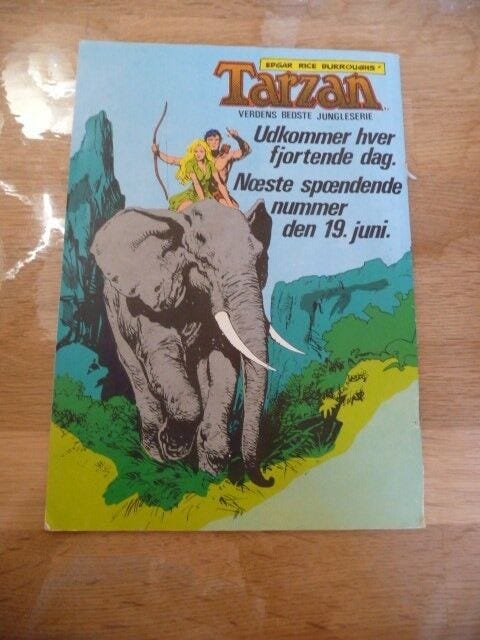 EDGAR RICE BURROUGHS'
Tarzan
VERDENS BEDSTE JUNGLESERIE
Udkommer hver
fjortende dag.
Næste spændende
nummer
den 19. juni.